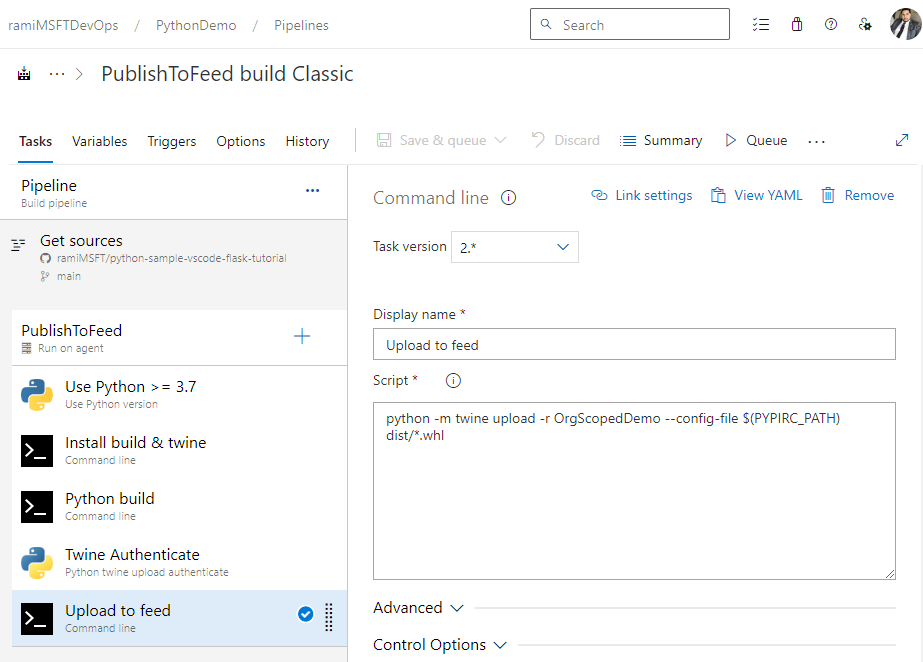 ramiMSFTDevOps / PythonDemo / Pipelines
Search
··· > PublishToFeed build Classic
Tasks Variables Triggers Options History
Save & queue Discard Summary Queue ...
Pipeline ···
Build pipeline
Get sources
ramiMSFT/python-sample-vscode-flask-tutorial
main
PublishToFeed +
Run on agent
Use Python >= 3.7
Use Python version
Install build & twine
Command line
Python build
Command line
Twine Authenticate
Python twine upload authenticate
Upload to feed
Command line
Command line Link settings View YAML Remove
Task version 2.*
Display name *
Upload to feed
Script *
python -m twine upload -r OrgScopedDemo --config-file $(PYPIRC_PATH)
dist/*.whl
Advanced
Control Options